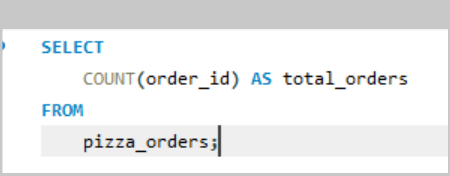 SELECT
COUNT(order_id) AS total_orders
FROM
pizza_orders;